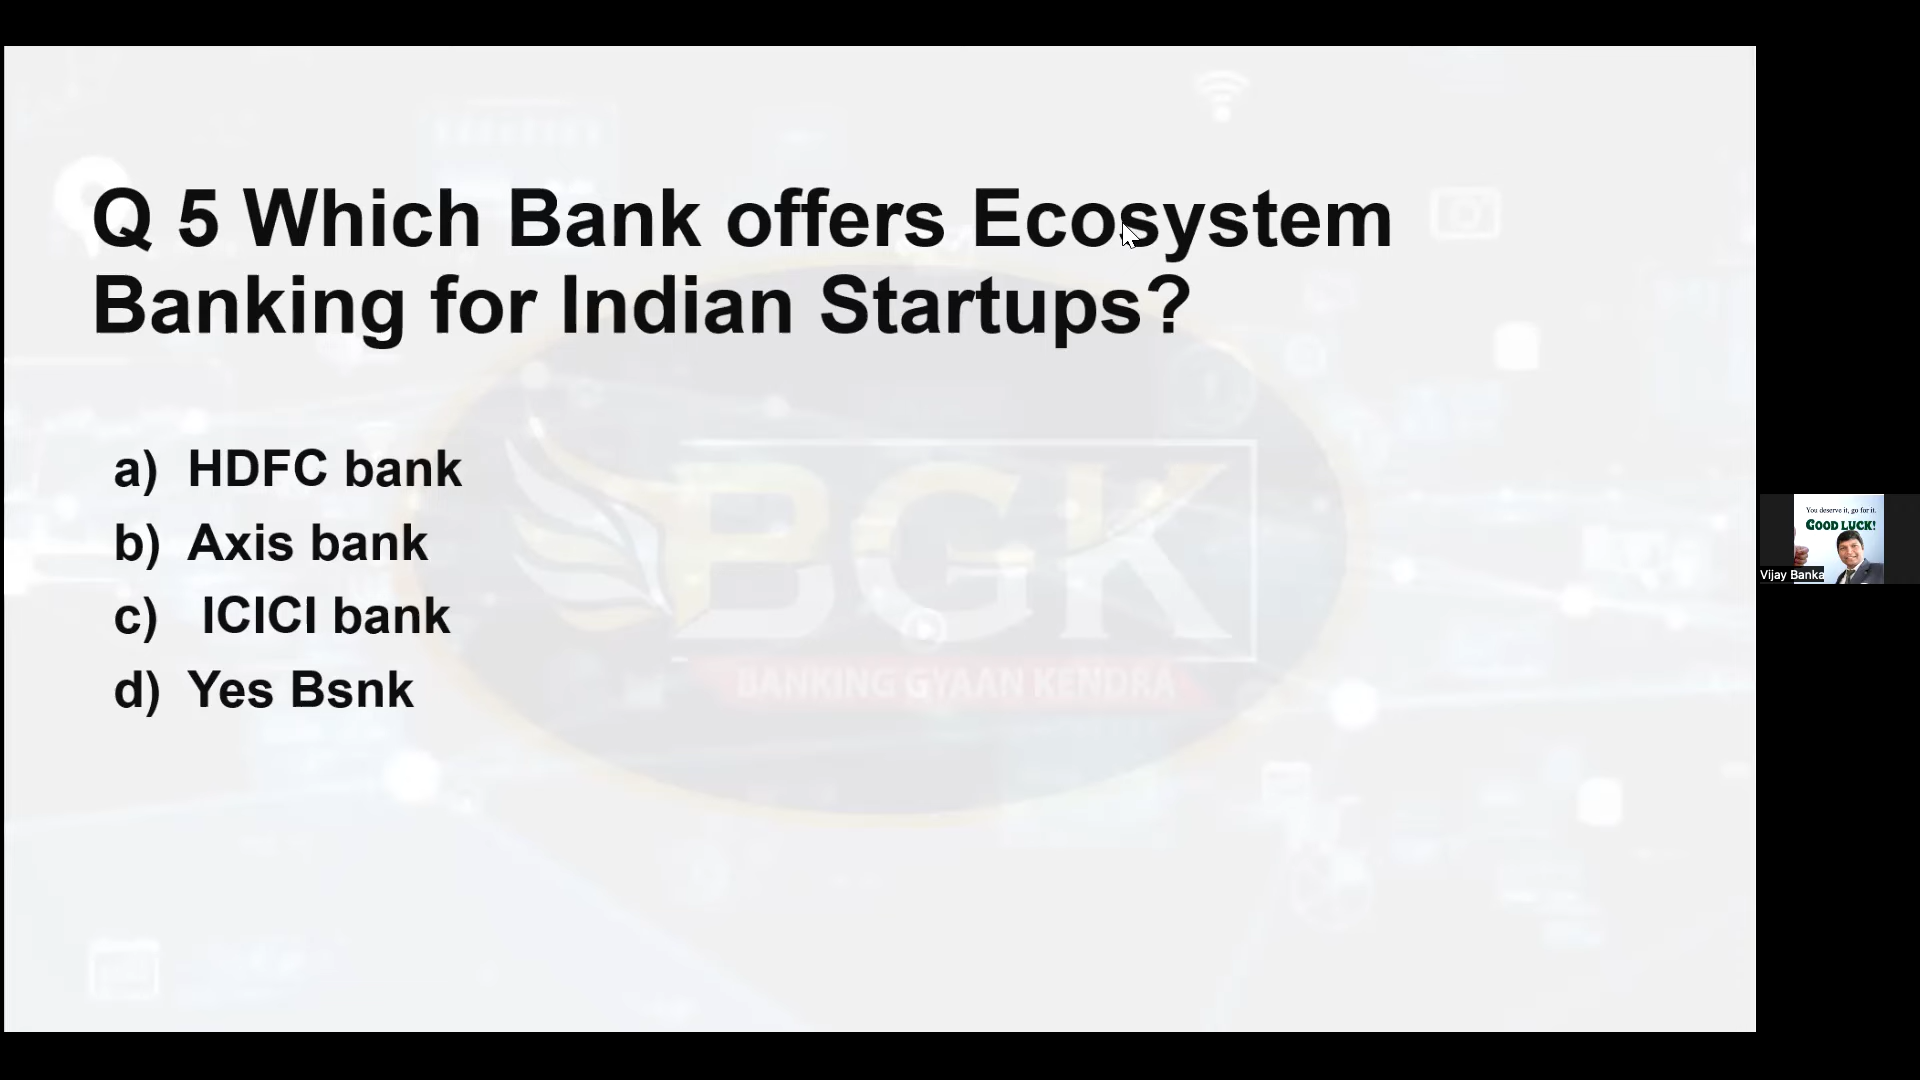 Q 5 Which Bank offers Ecosystem
Banking for Indian Startups?
a) HDFC bank
b) Axis bank
c) ICICI bank
d) Yes Bsnk
BGK
BANKING GYAAN KENDRA
You deserve it, go for it.
GOOD LUCK!
Vijay Banka